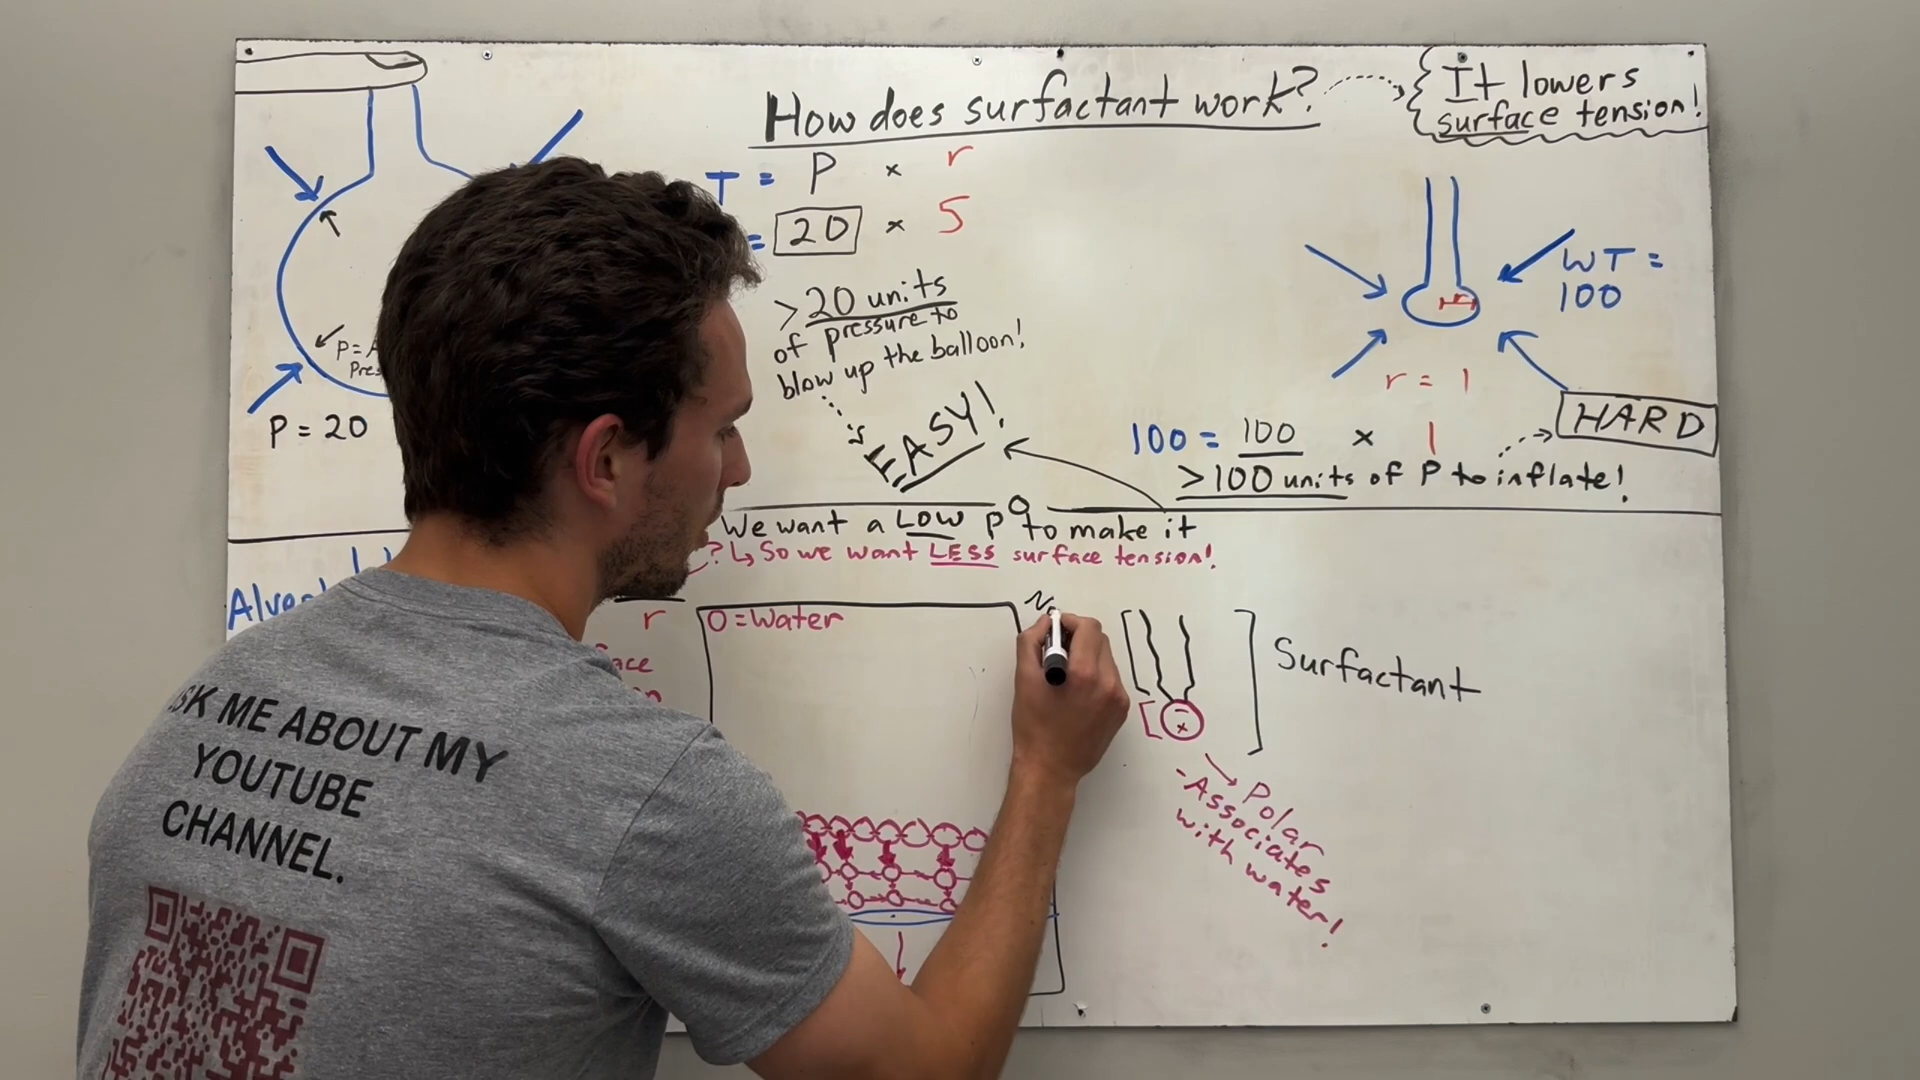 How does surfactant work?
It lowers
surface tension!
T = P × r
= 20 × 5
>20 units
of pressure to
blow up the balloon!
is
EASY!
P =
Pres
P = 20
WT =
100
r
r = 1
HARD
100 = 100 × 1
>100 units of P to inflate!
We want a LOW P to make it
? ↳ So we want LESS surface tension!
r
O = Water
Surfactant
-
+
Polar
- Associates
with water!
ASK ME ABOUT MY
YOUTUBE
CHANNEL.